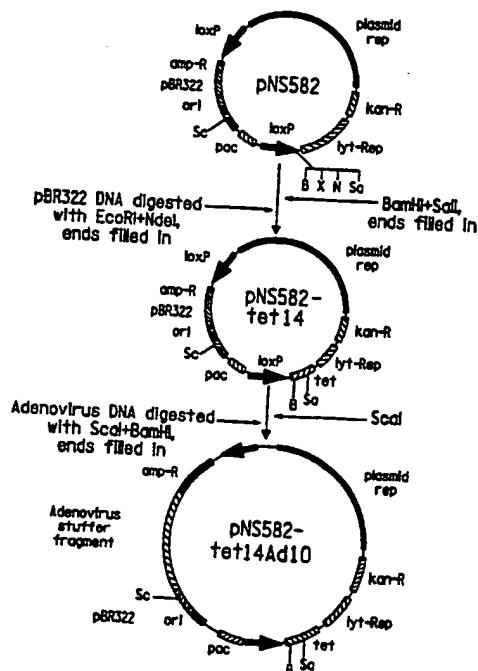 plasmid
rep
loxP
amp-R
pBR322
ori
pNS582
kan-R
Sc
loxP
pac
lyt-Rep
B X N Sa
pBR322 DNA digested
with EcoRI+NdeI,
ends filled in
BamHI+SalI,
ends filled in
plasmid
rep
loxP
amp-R
pBR322
ori
pNS582-
tet14
kan-R
Sc
loxP
lyt-Rep
pac
tet
B
Sa
Adenovirus DNA digested
with ScaI+BamHI,
ends filled in
ScaI
amp-R
plasmid
rep
Adenovirus
stuffer
fragment
pNS582-
tet14Ad10
kan-R
Sc
pBR322
ori
lyt-Rep
pac
tet
Sa